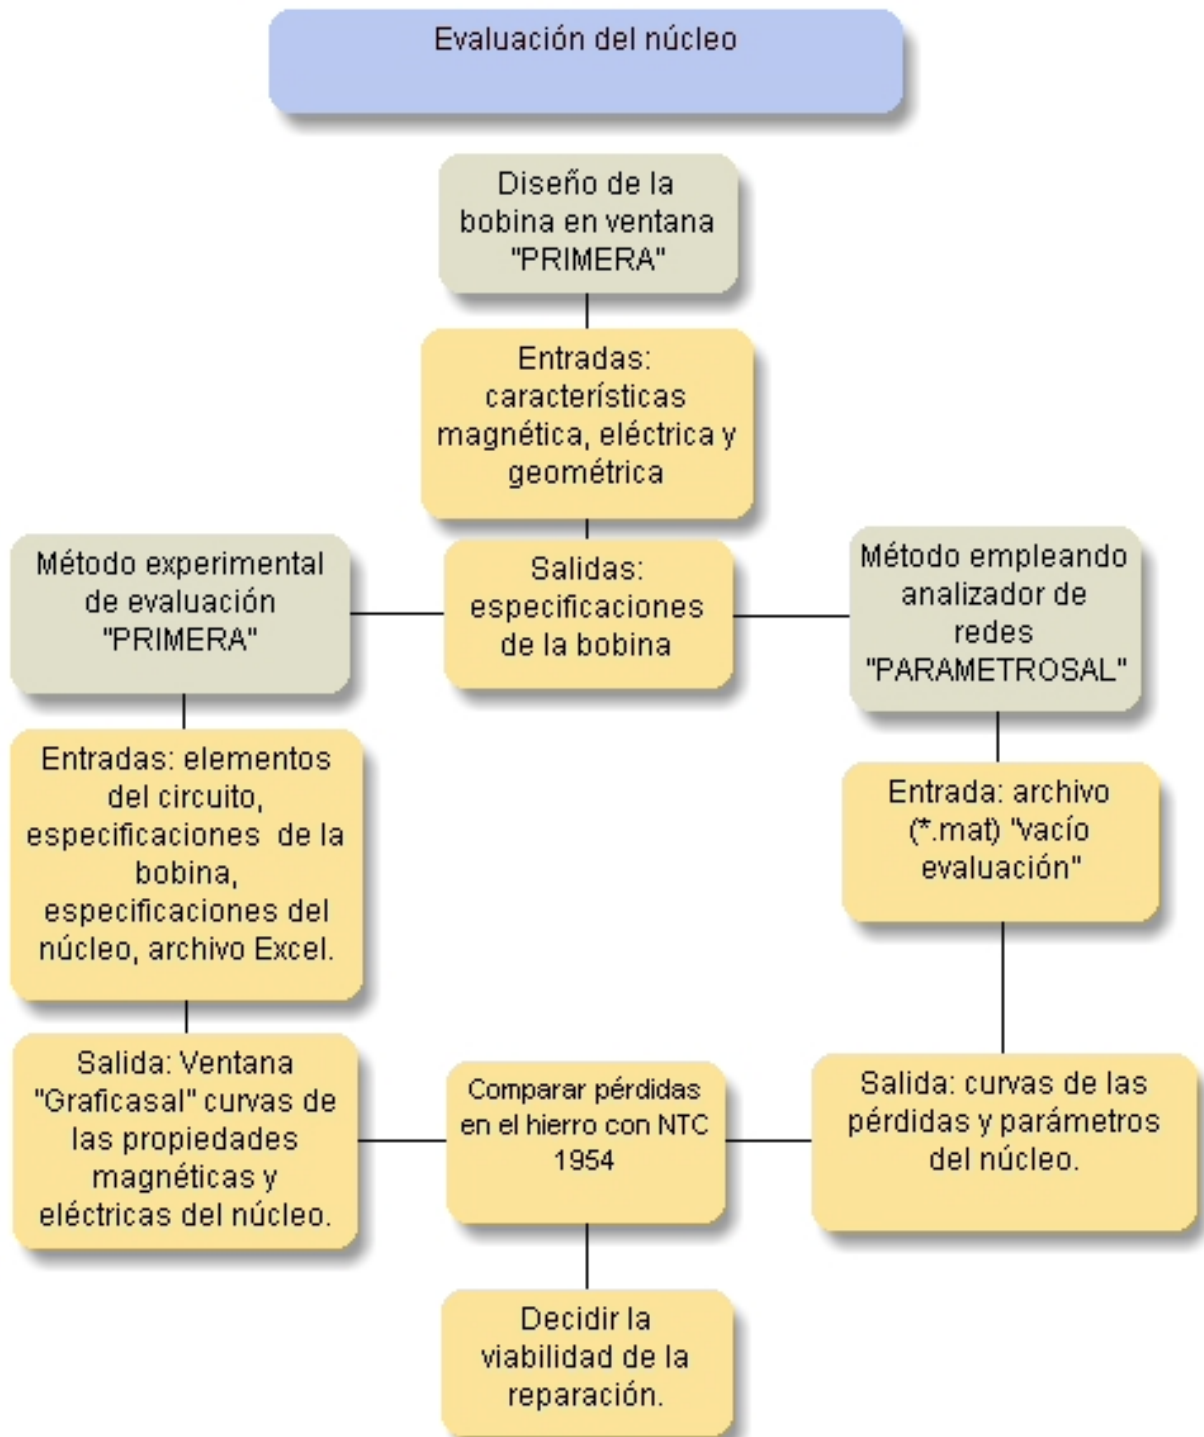 Evaluación del núcleo
Diseño de la
bobina en ventana
"PRIMERA"
Entradas:
características
magnética, eléctrica y
geométrica
Salidas:
especificaciones
de la bobina
Método experimental
de evaluación
"PRIMERA"
Método empleando
analizador de
redes
"PARAMETROSAL"
Entradas: elementos
del circuito,
especificaciones de la
bobina,
especificaciones del
núcleo, archivo Excel.
Entrada: archivo
(*.mat) "vacío
evaluación"
Salida: Ventana
"Graficasal" curvas de
las propiedades
magnéticas y
eléctricas del núcleo.
Comparar pérdidas
en el hierro con NTC
1954
Salida: curvas de las
pérdidas y parámetros
del núcleo.
Decidir la
viabilidad de la
reparación.